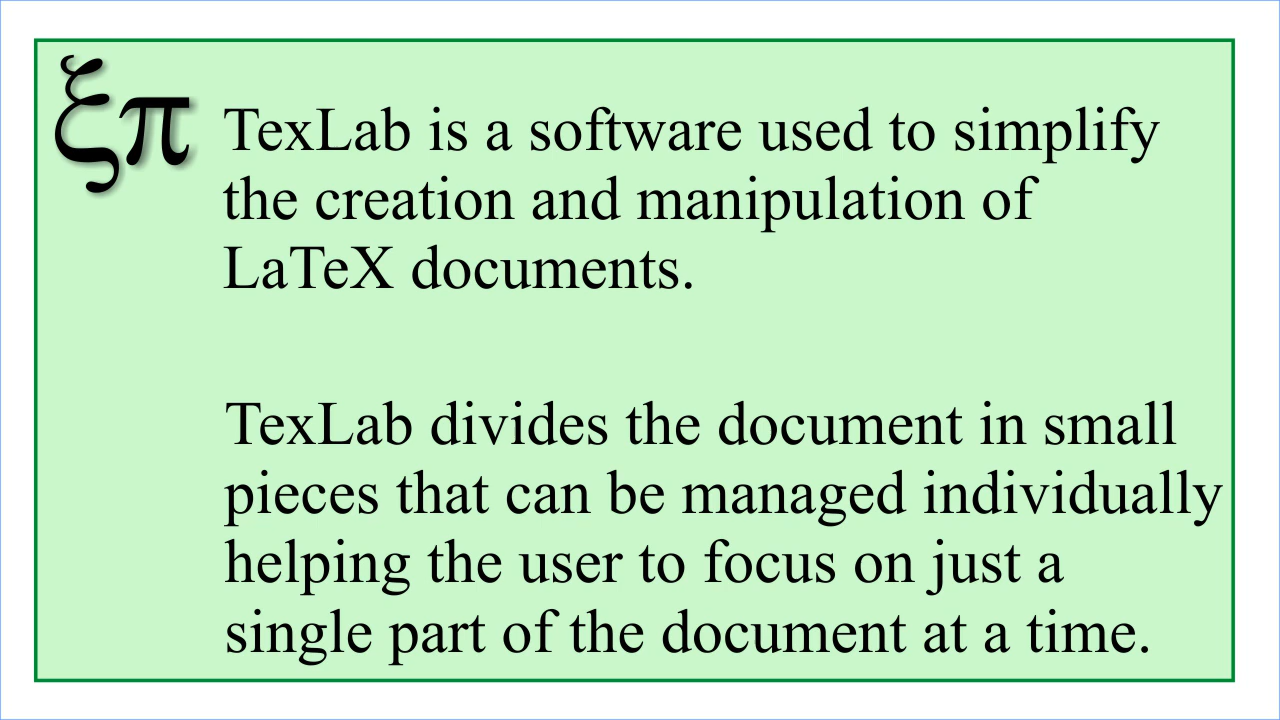 ξπ
TexLab is a software used to simplify
the creation and manipulation of
LaTeX documents.
TexLab divides the document in small
pieces that can be managed individually
helping the user to focus on just a
single part of the document at a time.